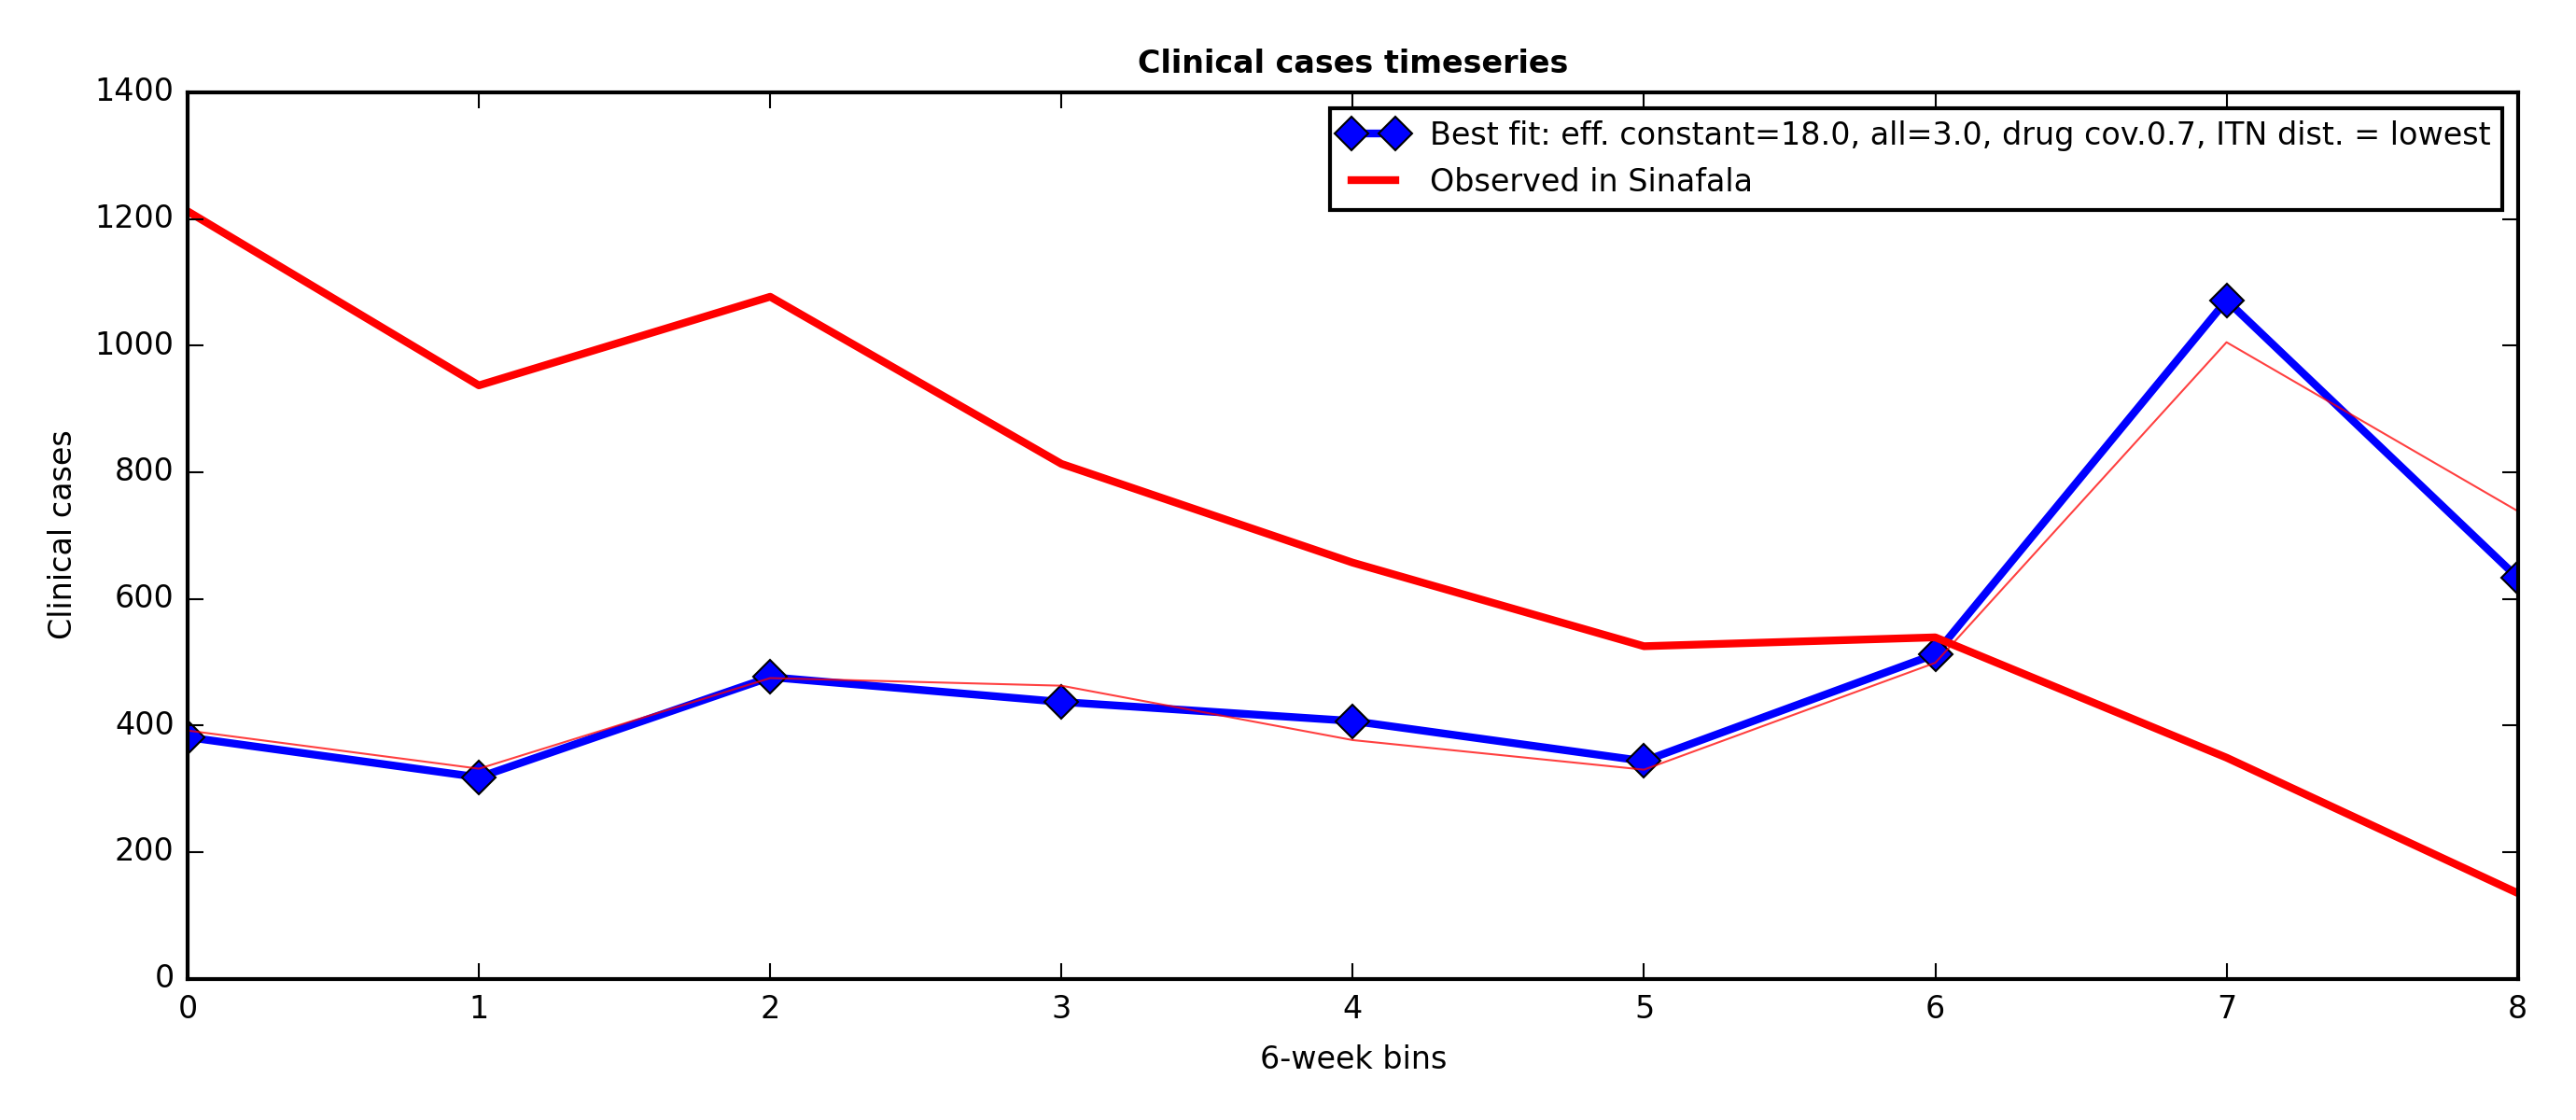 Clinical cases timeseries
1400
1200
1000
800
600
400
200
0
Clinical cases
Best fit: eff. constant=18.0, all=3.0, drug cov.0.7, ITN dist. = lowest
Observed in Sinafala
0 1 2 3 4 5 6 7 8
6-week bins